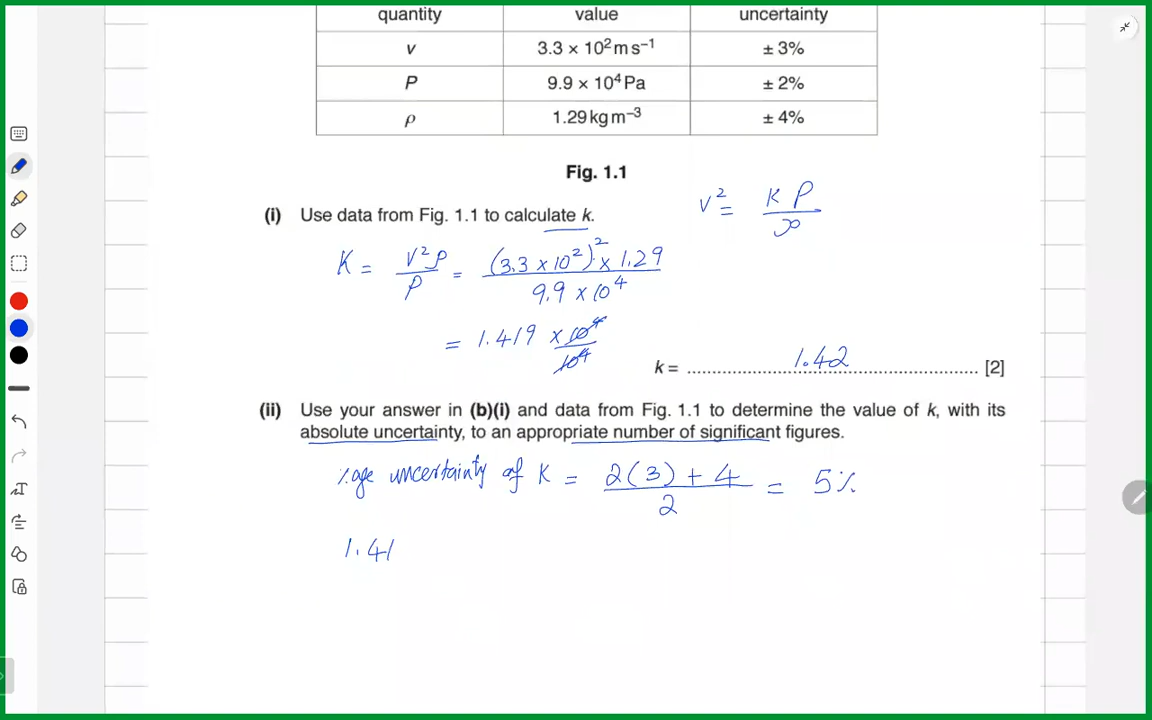 quantity value uncertainty
v 3.3 × 10² m s⁻¹ ± 3%
P 9.9 × 10⁴ Pa ± 2%
ρ 1.29 kg m⁻³ ± 4%
Fig. 1.1
(i) Use data from Fig. 1.1 to calculate k.
v² = K P / ρ
K = V²ρ / P = (3.3 × 10²)² × 1.29 / 9.9 × 10⁴
= 1.419 × 10⁴ / 10⁴
k = 1.42 [2]
(ii) Use your answer in (b)(i) and data from Fig. 1.1 to determine the value of k, with its
absolute uncertainty, to an appropriate number of significant figures.
%age uncertainty of K = 2(3) + 4 / 2 = 5%
1.41